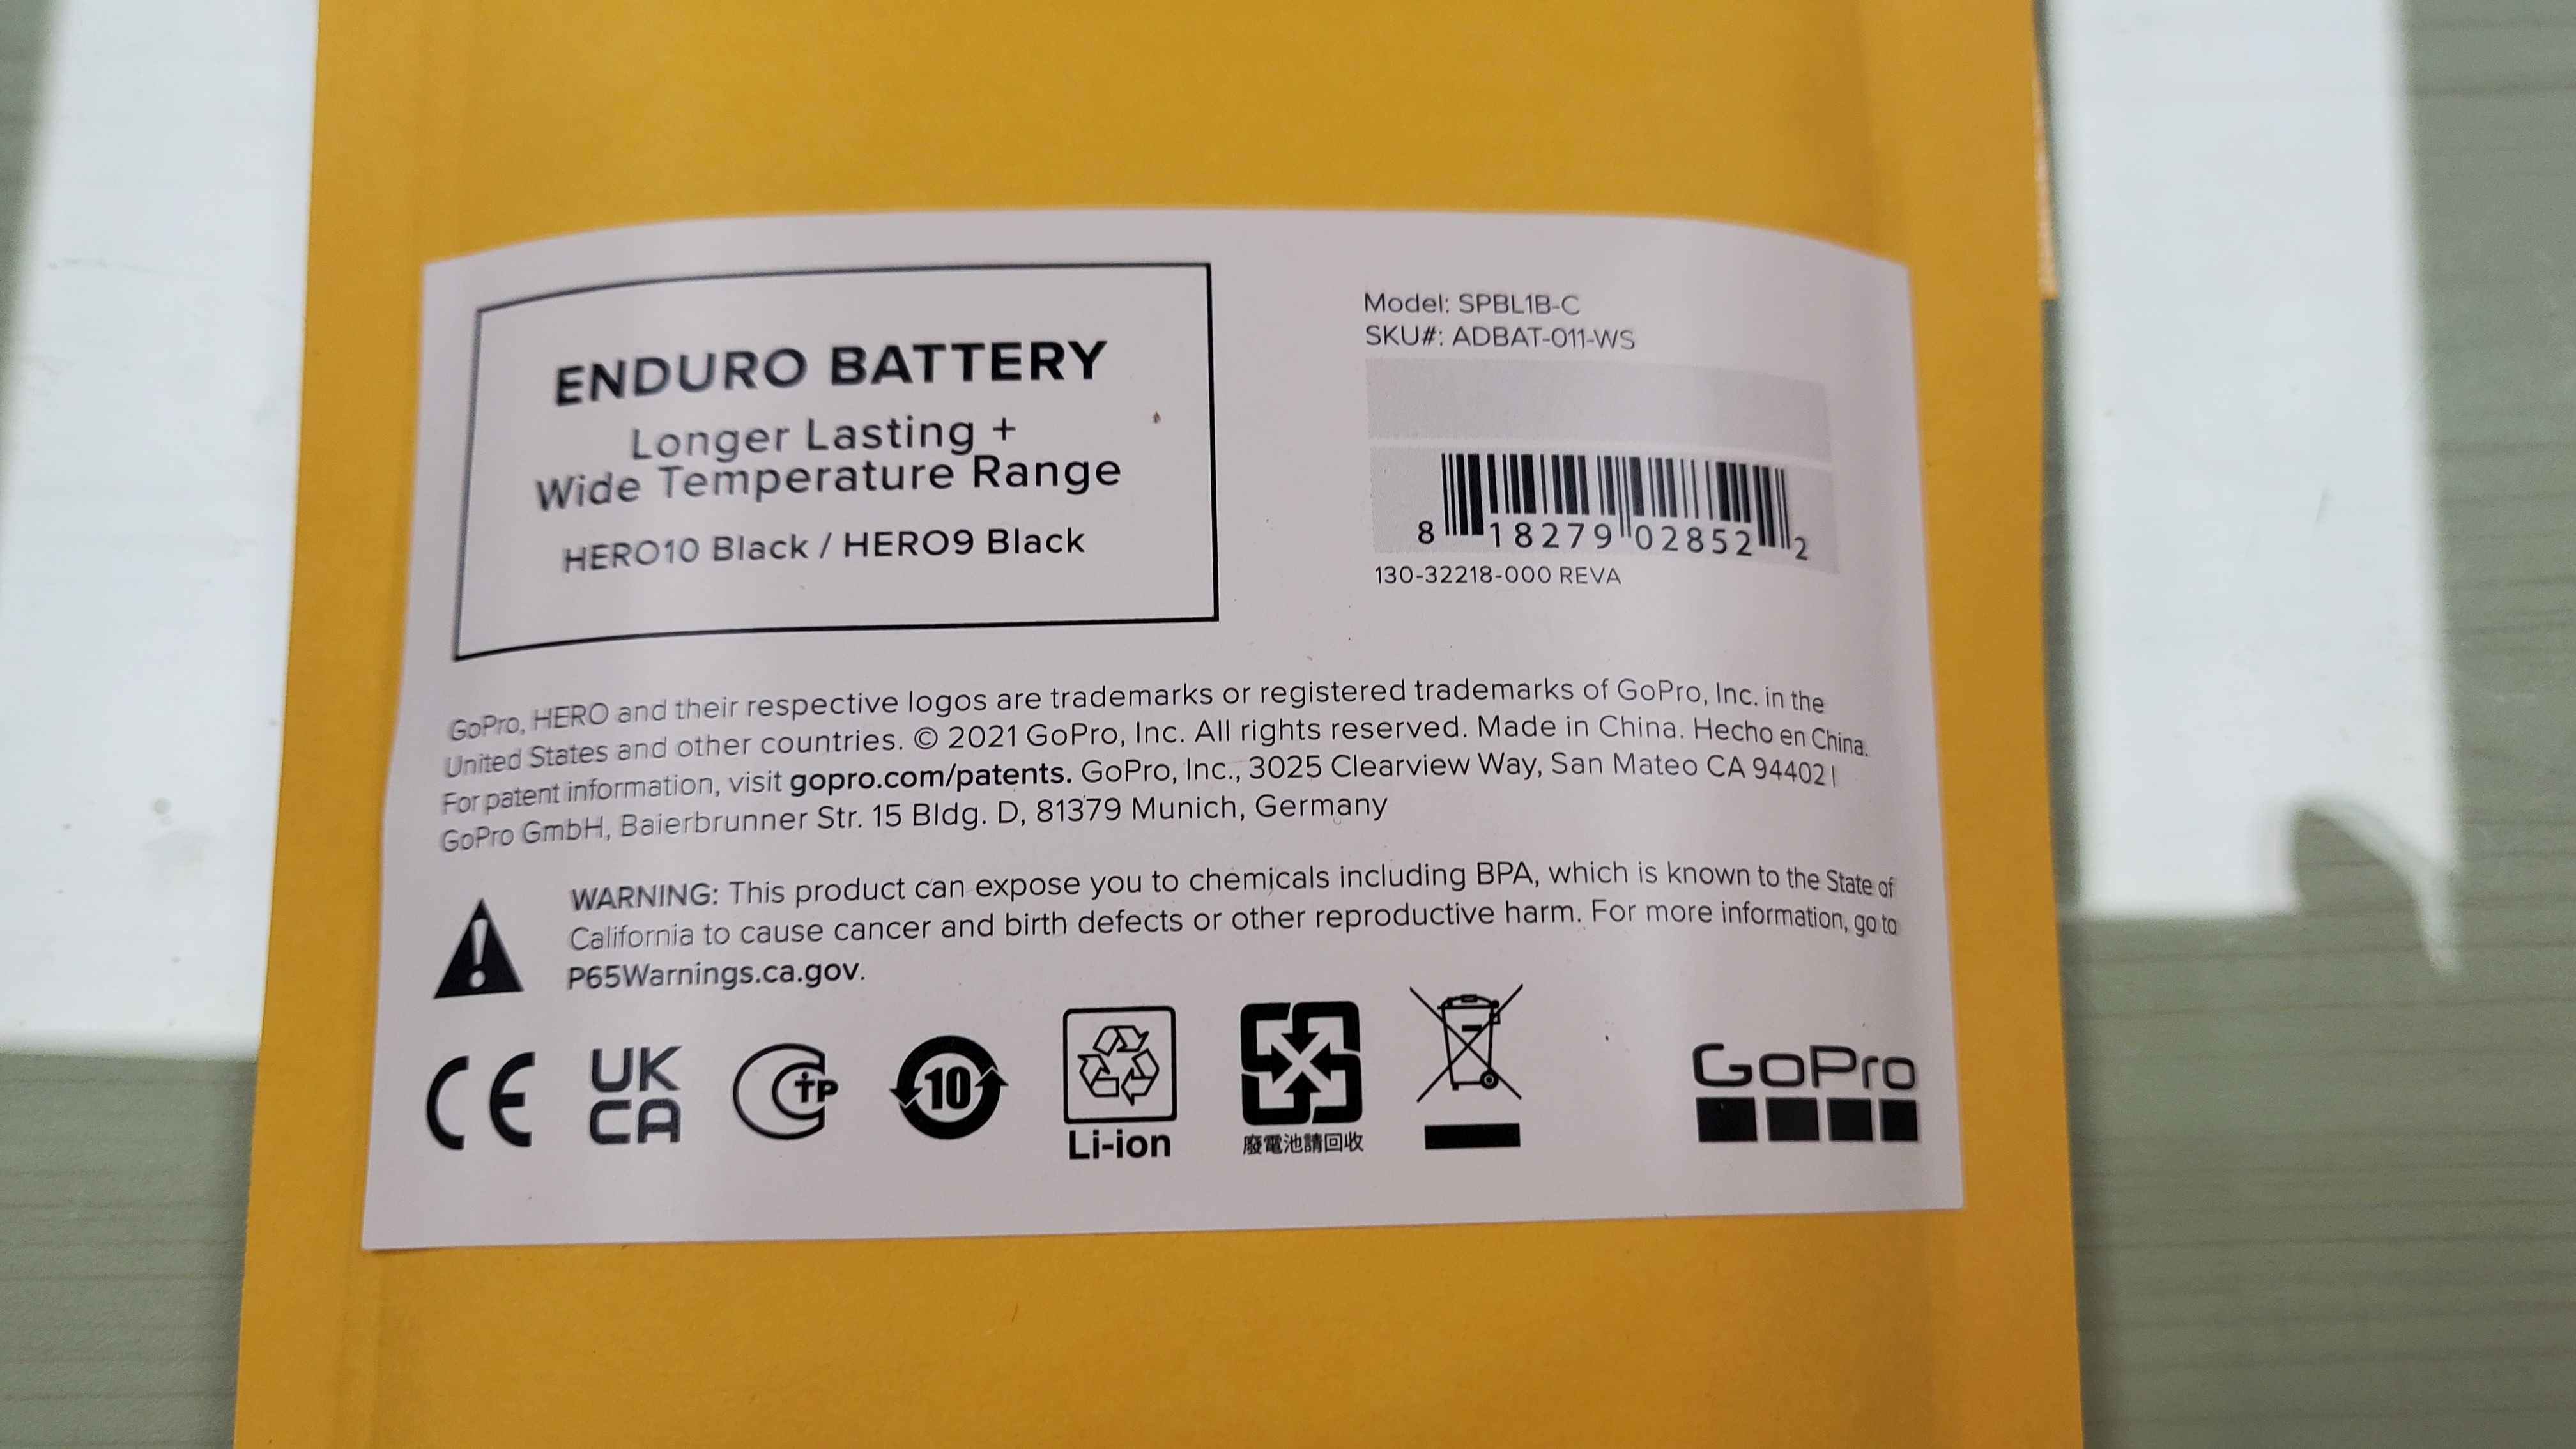 ENDURO BATTERY
Longer Lasting +
Wide Temperature Range
HERO10 Black / HERO9 Black
Model: SPBL1B-C
SKU#: ADBAT-011-WS
8 18279 02852 2
130-32218-000 REVA
GoPro, HERO and their respective logos are trademarks or registered trademarks of GoPro, Inc. in the
United States and other countries. © 2021 GoPro, Inc. All rights reserved. Made in China. Hecho en China.
For patent information, visit gopro.com/patents. GoPro, Inc., 3025 Clearview Way, San Mateo CA 94402 |
GoPro GmbH, Baierbrunner Str. 15 Bldg. D, 81379 Munich, Germany
WARNING: This product can expose you to chemicals including BPA, which is known to the State of
California to cause cancer and birth defects or other reproductive harm. For more information, go to
P65Warnings.ca.gov.
CE
UK
CA
TP
10
Li-ion
廢電池請回收
GoPro